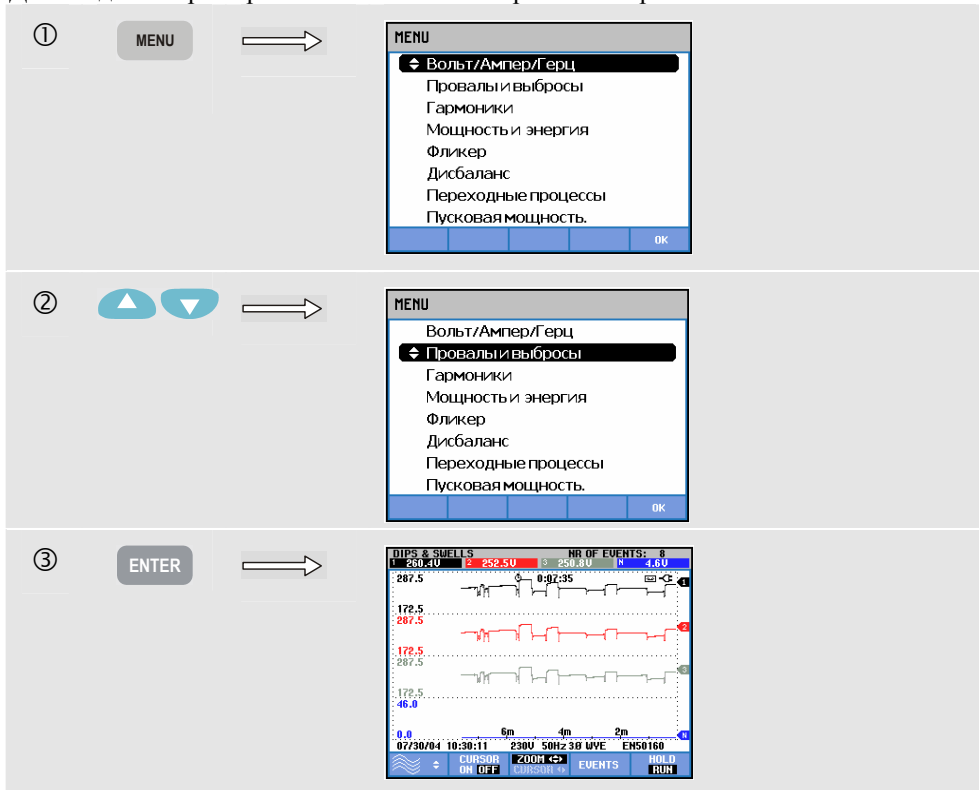 ① MENU
MENU
Вольт/Ампер/Герц
Провалы и выбросы
Гармоники
Мощность и энергия
Фликер
Дисбаланс
Переходные процессы
Пусковая мощность.
OK
②
MENU
Вольт/Ампер/Герц
Провалы и выбросы
Гармоники
Мощность и энергия
Фликер
Дисбаланс
Переходные процессы
Пусковая мощность.
OK
③ ENTER
DIPS & SWELLS NR OF EVENTS: 8
1 260.4V 2 252.5V 3 250.8V N 4.6V
287.5 0:07:35 1
172.5
287.5 2
172.5
287.5 3
172.5
46.0
0.0 6m 4m 2m N
07/30/04 10:30:11 230V 50Hz 3Ø WYE EN50160
CURSOR ZOOM EVENTS HOLD
ON OFF CURSOR RUN